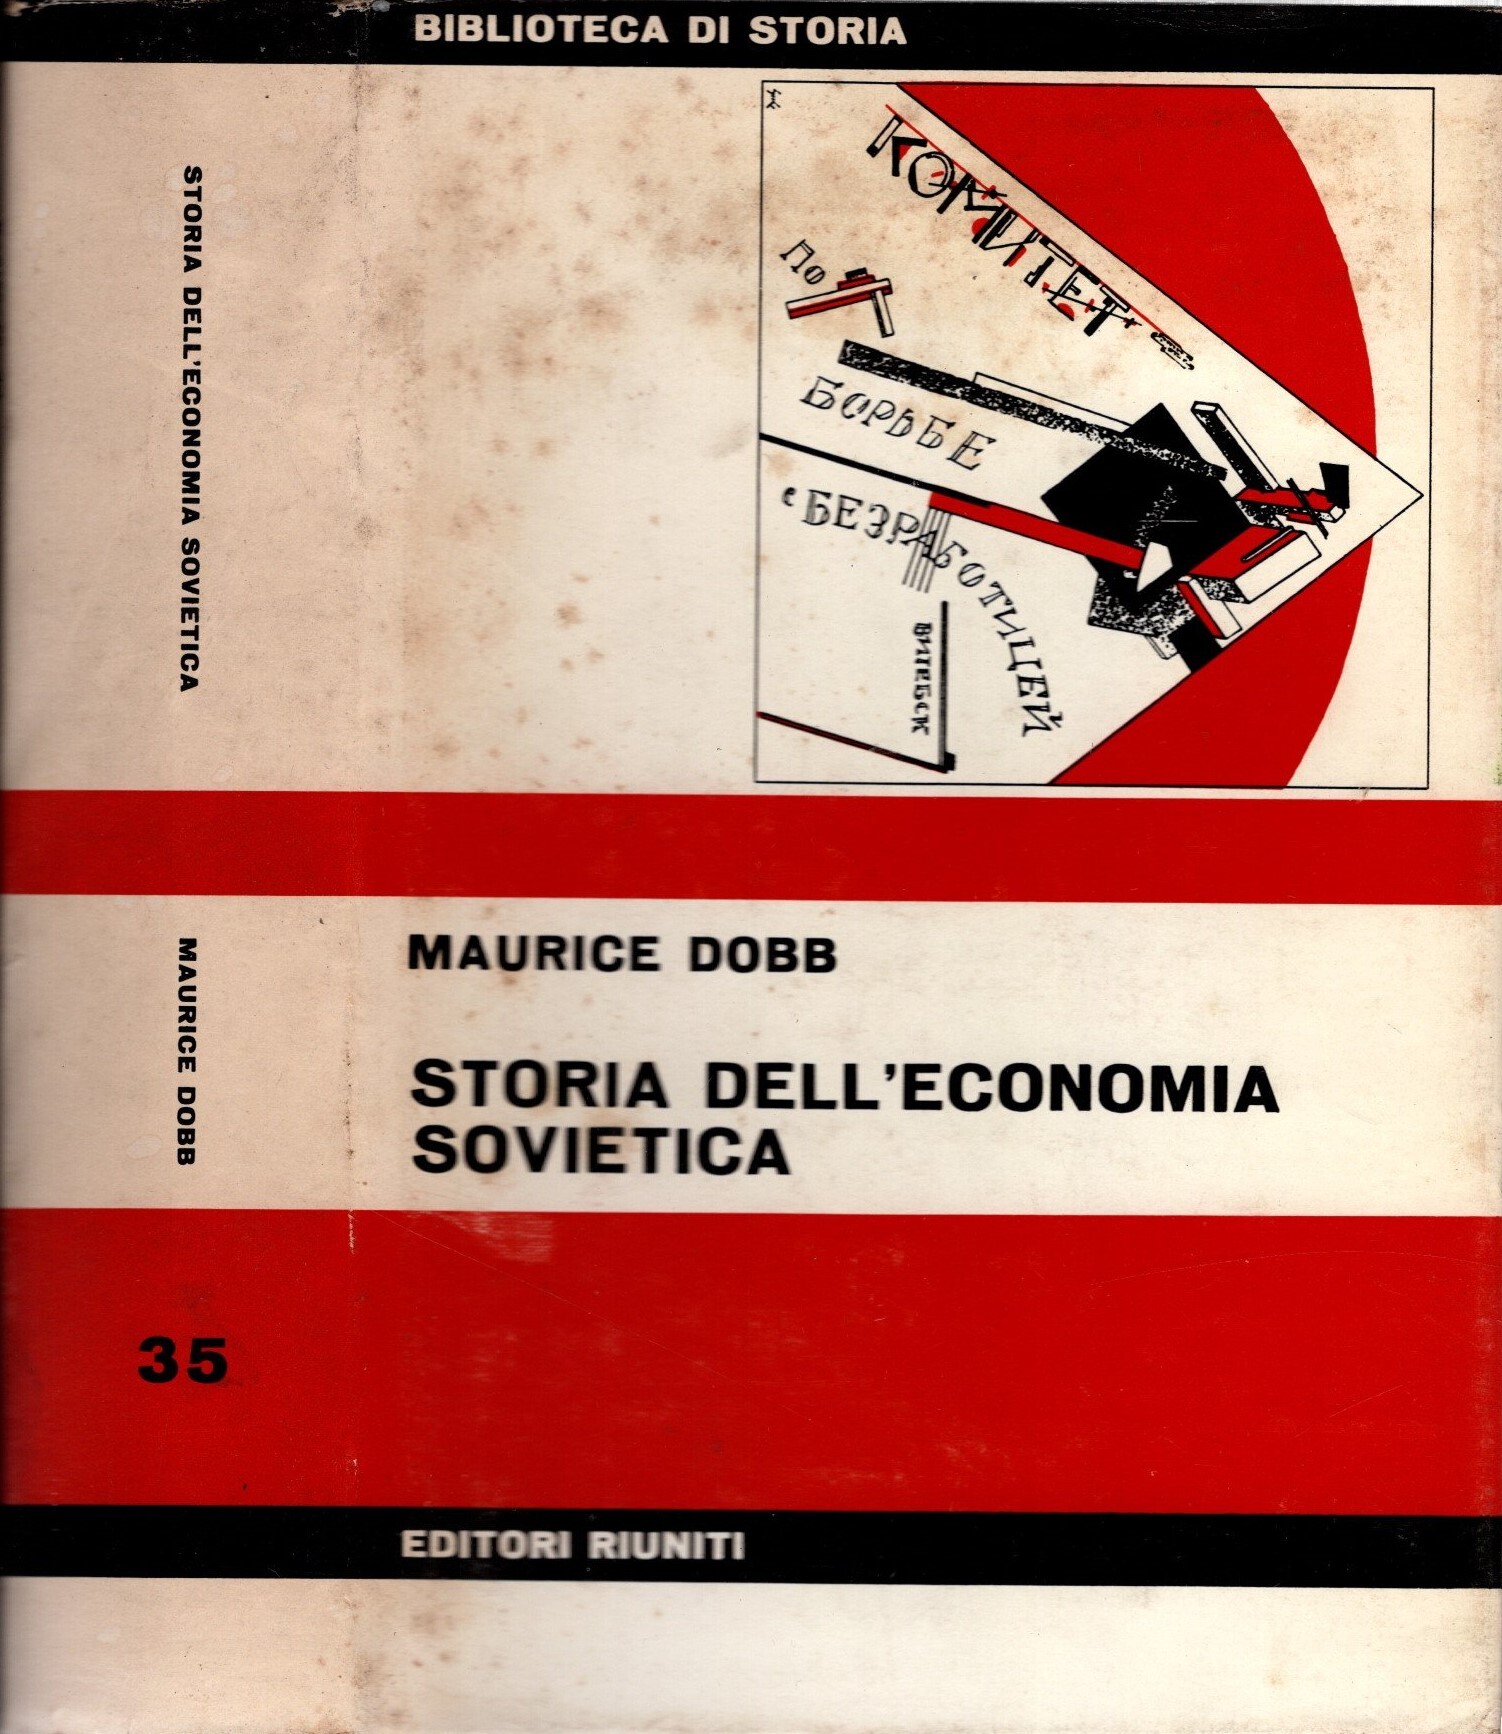 BIBLIOTECA DI STORIA
STORIA DELL'ECONOMIA SOVIETICA
КОМИТЕТ
По
БОРЬБЕ
с БЕЗРАБОТИЦЕЙ
ВИТЕБСК
MAURICE DOBB
MAURICE DOBB
STORIA DELL'ECONOMIA
SOVIETICA
35
EDITORI RIUNITI